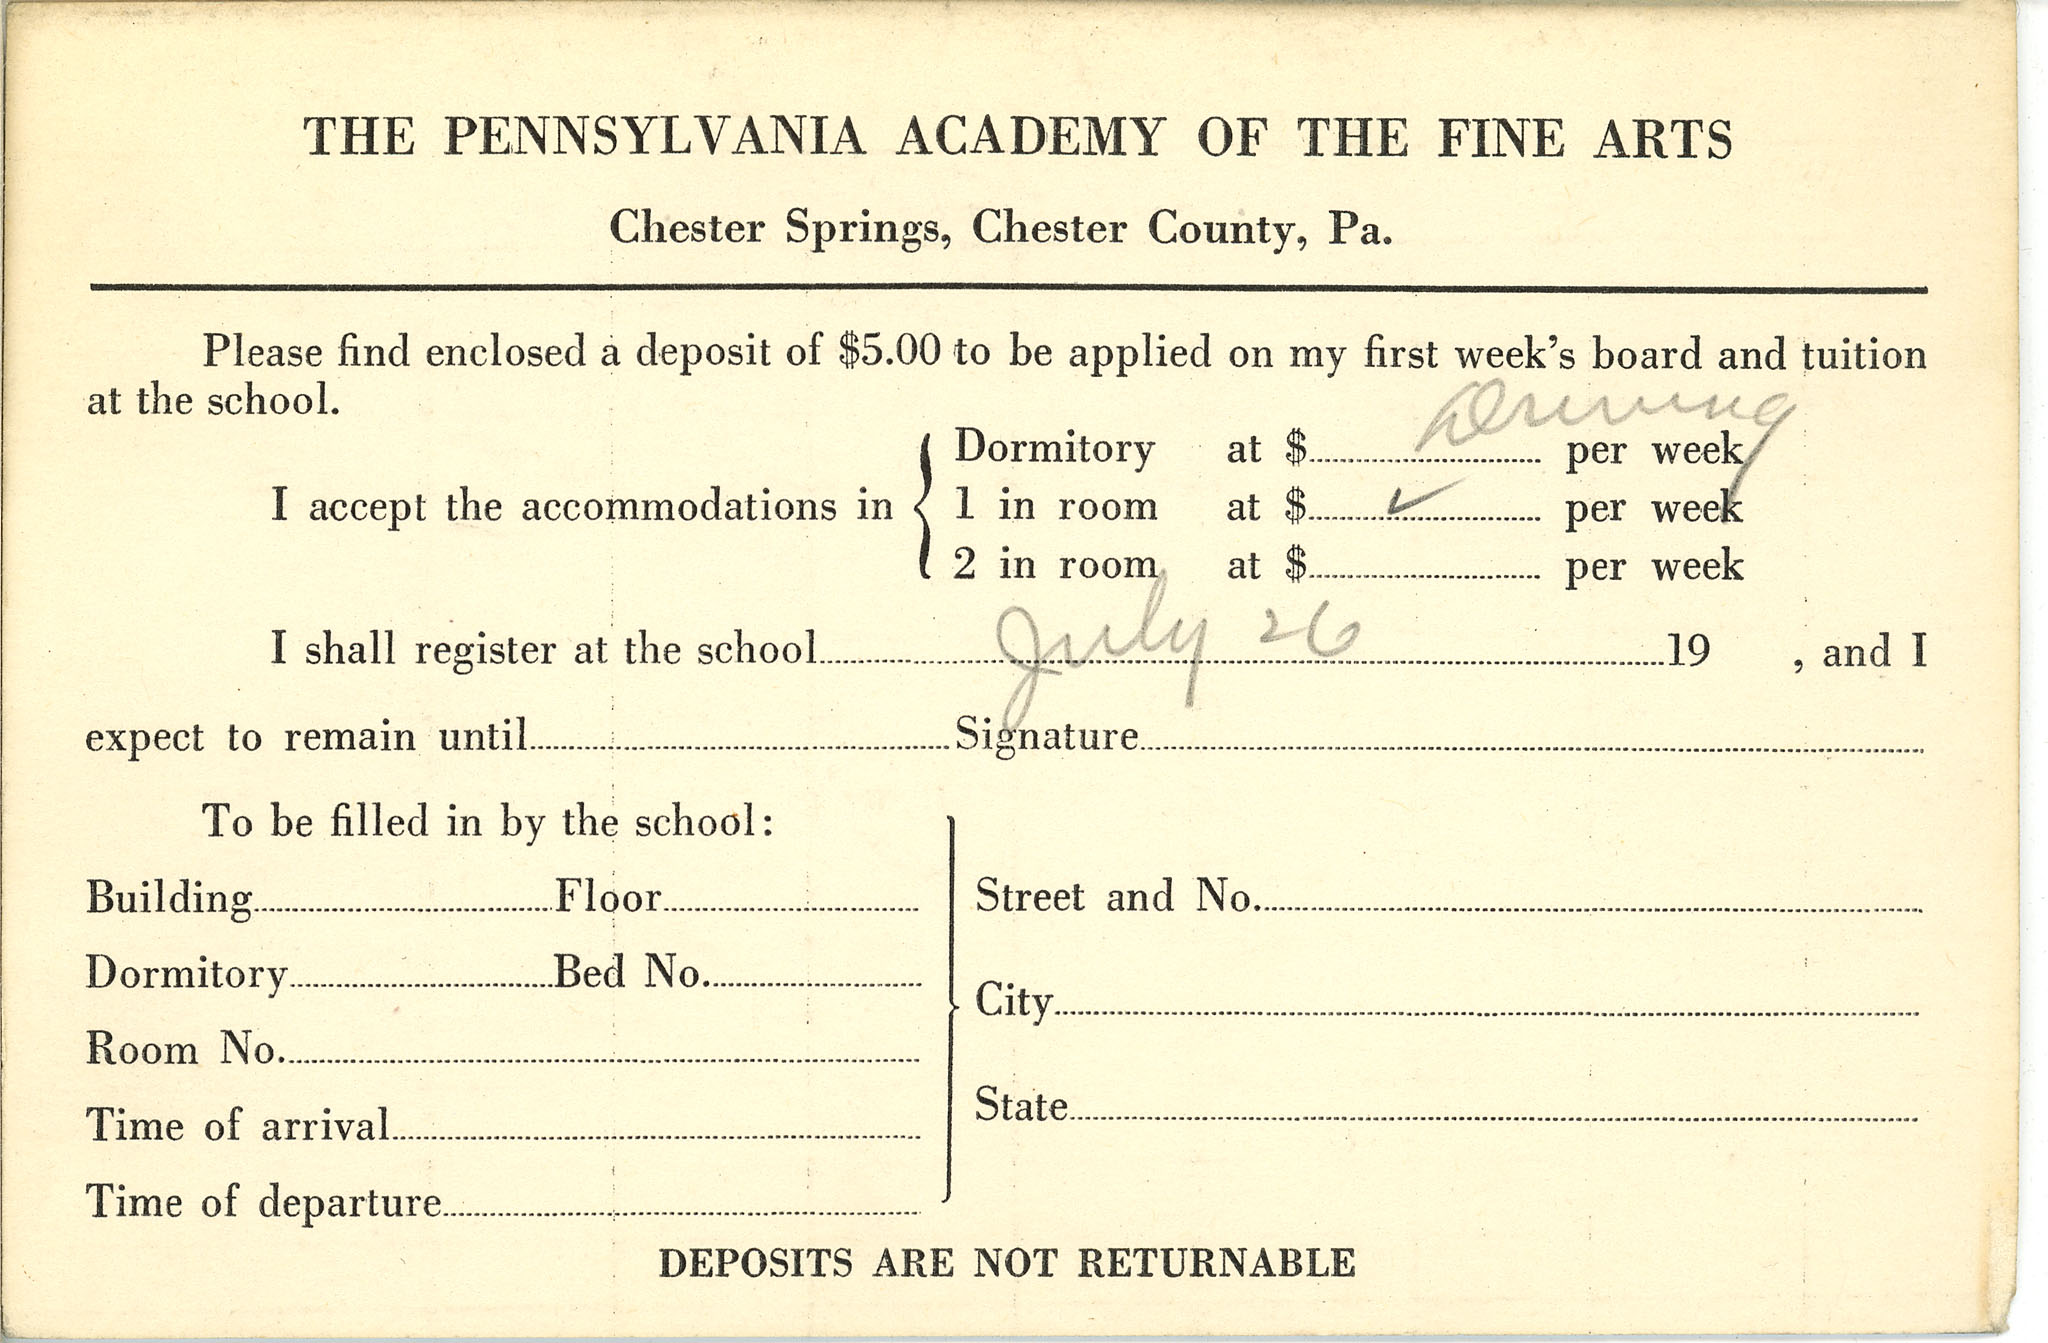 THE PENNSYLVANIA ACADEMY OF THE FINE ARTS
Chester Springs, Chester County, Pa.
Please find enclosed a deposit of $5.00 to be applied on my first week's board and tuition
at the school.
Driving
Dormitory at $ per week
I accept the accommodations in { 1 in room at $ ✓ per week
2 in room at $ per week
I shall register at the school July 26 19 , and I
expect to remain until Signature
To be filled in by the school:
Building Floor Street and No.
Dormitory Bed No.
City
Room No.
State
Time of arrival
Time of departure
DEPOSITS ARE NOT RETURNABLE